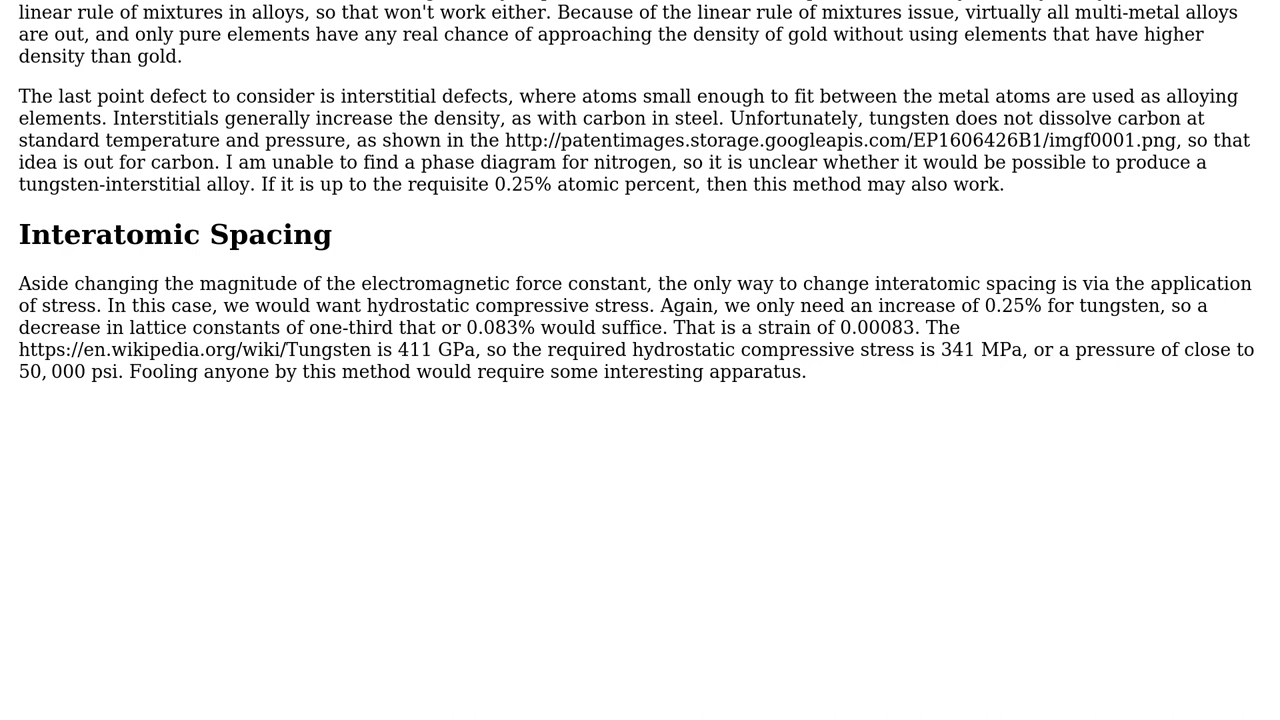 linear rule of mixtures in alloys, so that won't work either. Because of the linear rule of mixtures issue, virtually all multi-metal alloys
are out, and only pure elements have any real chance of approaching the density of gold without using elements that have higher
density than gold.
The last point defect to consider is interstitial defects, where atoms small enough to fit between the metal atoms are used as alloying
elements. Interstitials generally increase the density, as with carbon in steel. Unfortunately, tungsten does not dissolve carbon at
standard temperature and pressure, as shown in the http://patentimages.storage.googleapis.com/EP1606426B1/imgf0001.png, so that
idea is out for carbon. I am unable to find a phase diagram for nitrogen, so it is unclear whether it would be possible to produce a
tungsten-interstitial alloy. If it is up to the requisite 0.25% atomic percent, then this method may also work.
Interatomic Spacing
Aside changing the magnitude of the electromagnetic force constant, the only way to change interatomic spacing is via the application
of stress. In this case, we would want hydrostatic compressive stress. Again, we only need an increase of 0.25% for tungsten, so a
decrease in lattice constants of one-third that or 0.083% would suffice. That is a strain of 0.00083. The
https://en.wikipedia.org/wiki/Tungsten is 411 GPa, so the required hydrostatic compressive stress is 341 MPa, or a pressure of close to
50, 000 psi. Fooling anyone by this method would require some interesting apparatus.